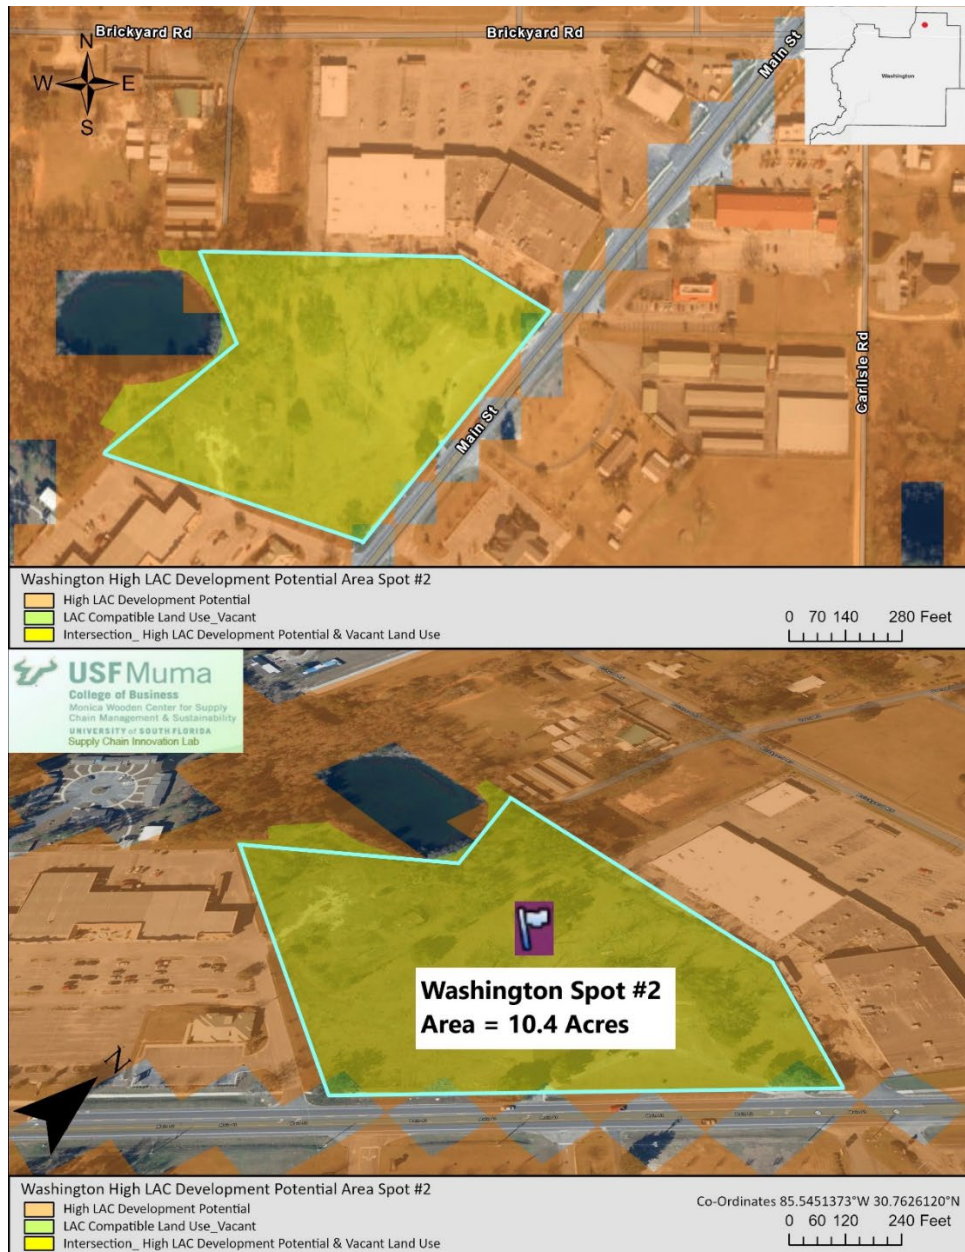 Brickyard Rd
Brickyard Rd
Main St
Washington
N
W
E
S
Main St
Carlisle Rd
Washington High LAC Development Potential Area Spot #2
High LAC Development Potential
LAC Compatible Land Use_Vacant
Intersection_ High LAC Development Potential & Vacant Land Use
0 70 140 280 Feet
USF Muma
College of Business
Monica Wooden Center for Supply
Chain Management & Sustainability
UNIVERSITY of SOUTH FLORIDA
Supply Chain Innovation Lab
Washington Spot #2
Area = 10.4 Acres
N
Washington High LAC Development Potential Area Spot #2
High LAC Development Potential
LAC Compatible Land Use_Vacant
Intersection_ High LAC Development Potential & Vacant Land Use
Co-Ordinates 85.5451373°W 30.7626120°N
0 60 120 240 Feet